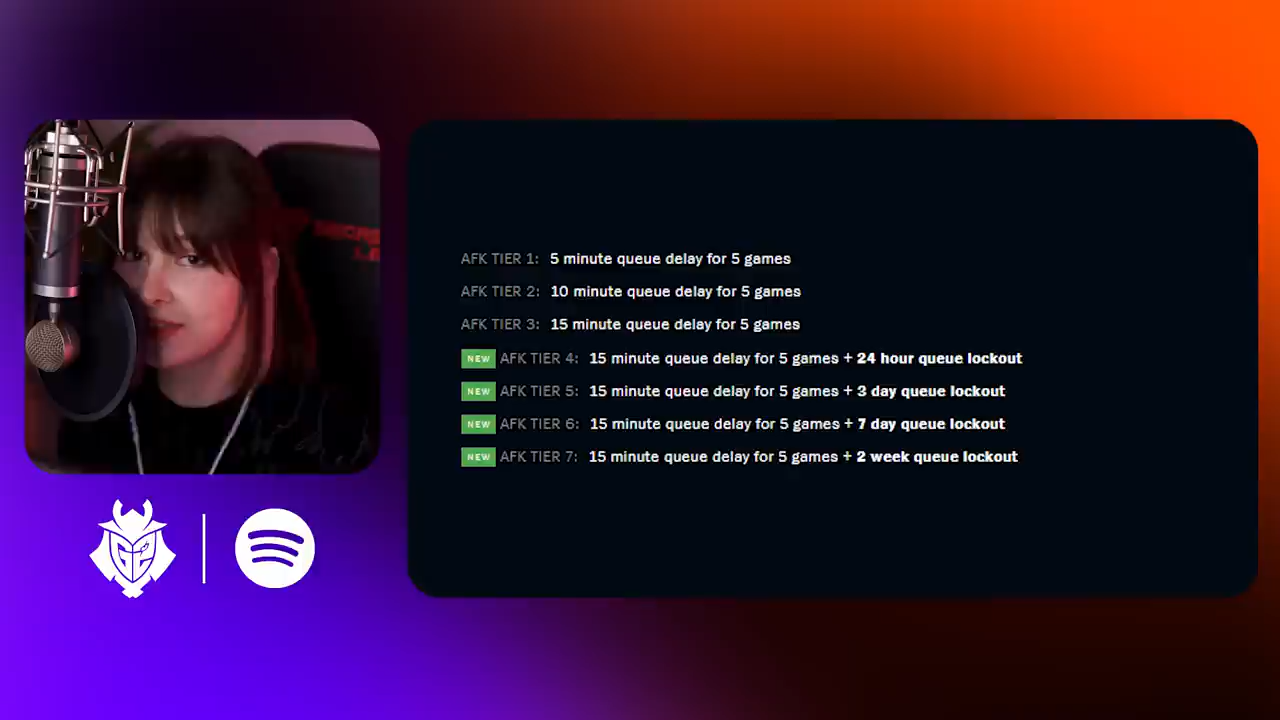 AFK TIER 1: 5 minute queue delay for 5 games
AFK TIER 2: 10 minute queue delay for 5 games
AFK TIER 3: 15 minute queue delay for 5 games
NEW AFK TIER 4: 15 minute queue delay for 5 games + 24 hour queue lockout
NEW AFK TIER 5: 15 minute queue delay for 5 games + 3 day queue lockout
NEW AFK TIER 6: 15 minute queue delay for 5 games + 7 day queue lockout
NEW AFK TIER 7: 15 minute queue delay for 5 games + 2 week queue lockout
G2